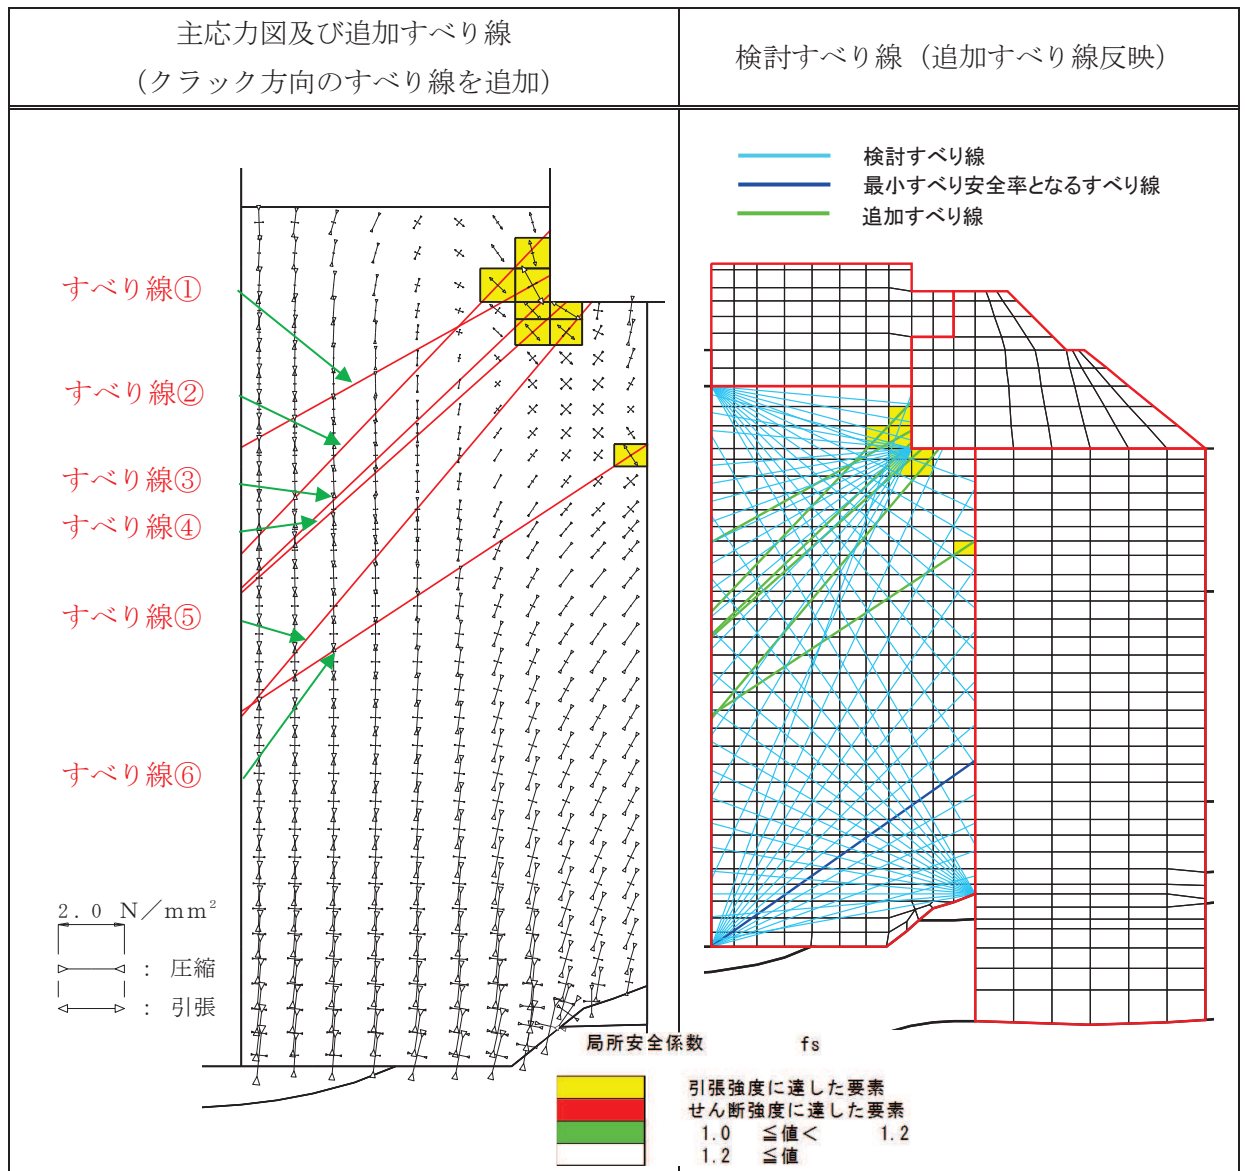 主応力図及び追加すべり線
（クラック方向のすべり線を追加）
検討すべり線（追加すべり線反映）
検討すべり線
最小すべり安全率となるすべり線
追加すべり線
すべり線①
すべり線②
すべり線③
すべり線④
すべり線⑤
すべり線⑥
2.0 N／mm²
： 圧縮
： 引張
局所安全係数 fs
引張強度に達した要素
せん断強度に達した要素
1.0 ≦値＜ 1.2
1.2 ≦値